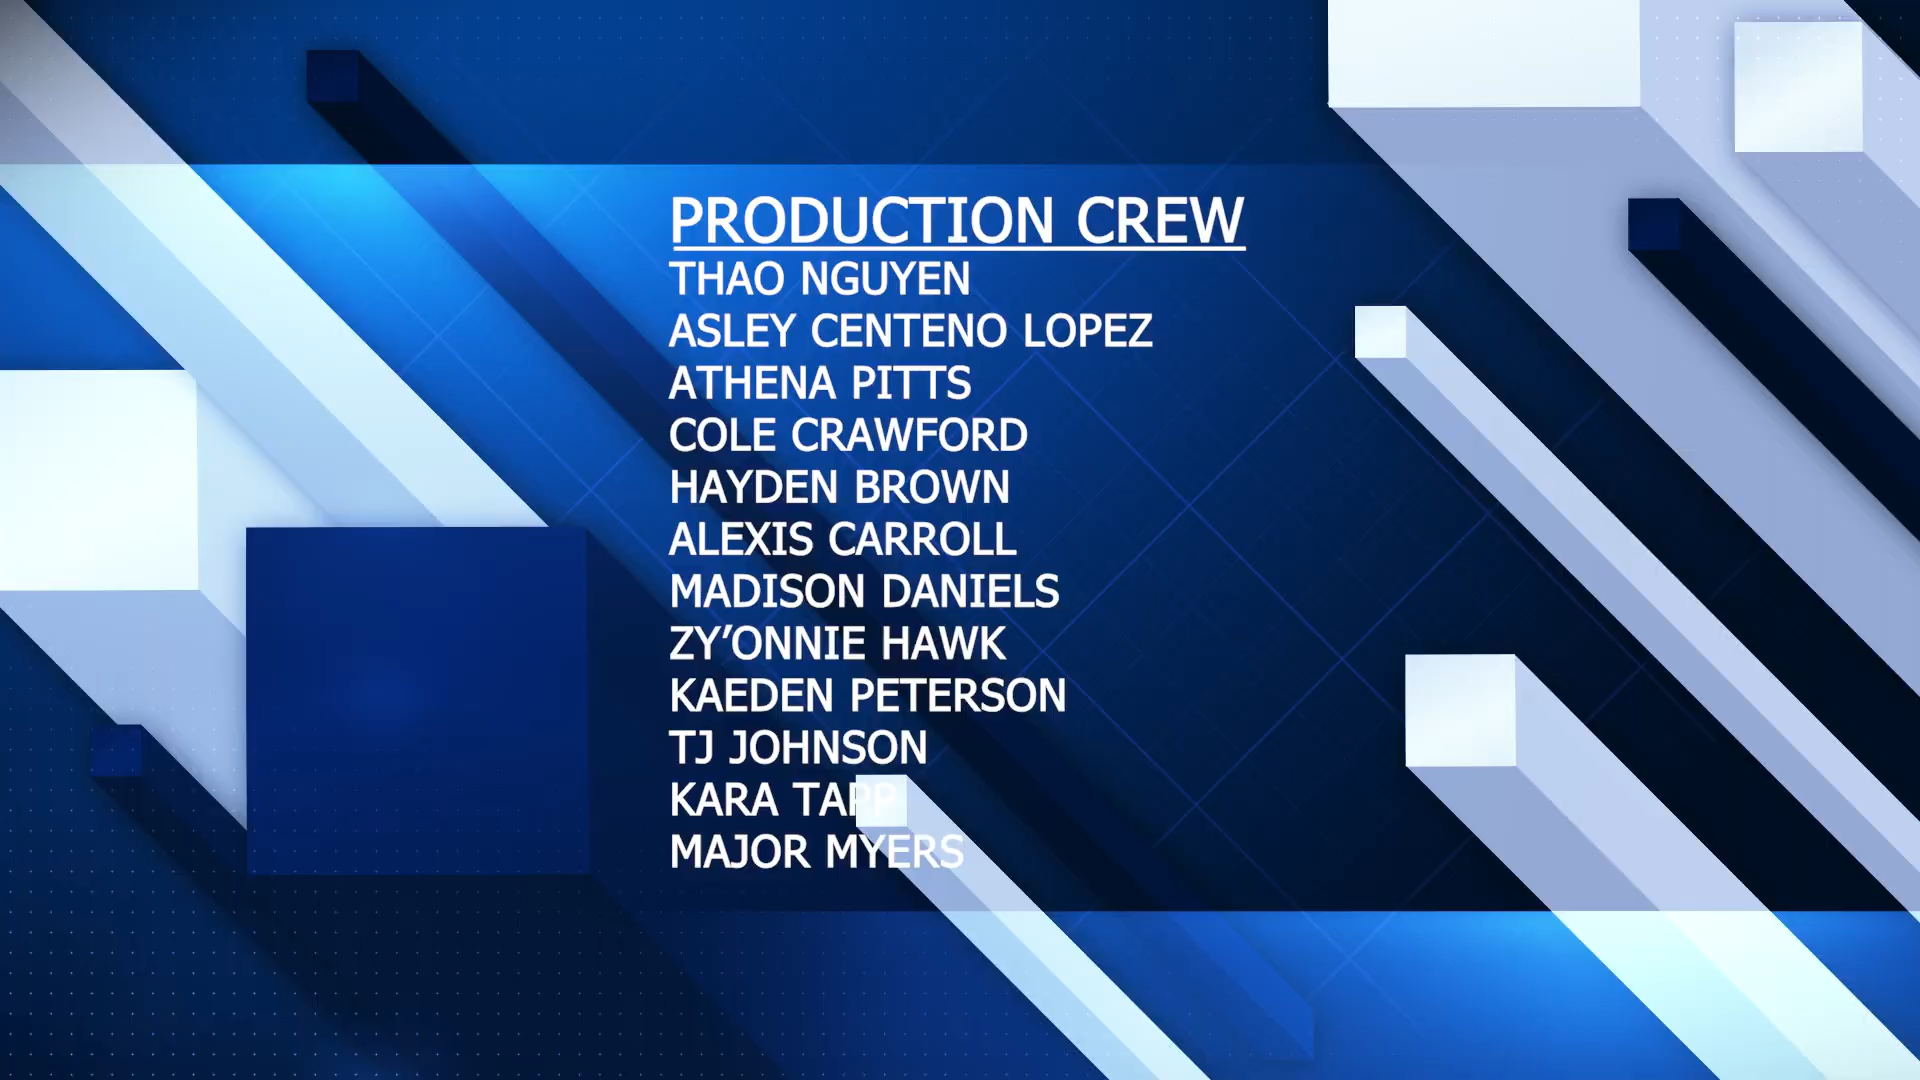 PRODUCTION CREW
THAO NGUYEN
ASLEY CENTENO LOPEZ
ATHENA PITTS
COLE CRAWFORD
HAYDEN BROWN
ALEXIS CARROLL
MADISON DANIELS
ZY’ONNIE HAWK
KAEDEN PETERSON
TJ JOHNSON
KARA TAPP
MAJOR MYERS